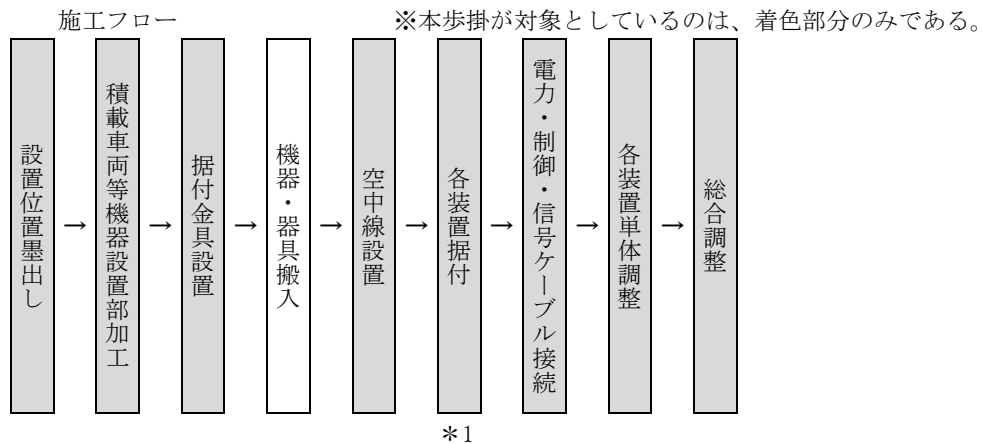 施工フロー
※本歩掛が対象としているのは、着色部分のみである。
設置位置墨出し
→
積載車両等機器設置部加工
→
据付金具設置
→
機器・器具搬入
→
空中線設置
→
各装置据付
→
電力・制御・信号ケーブル接続
→
各装置単体調整
→
総合調整
＊1